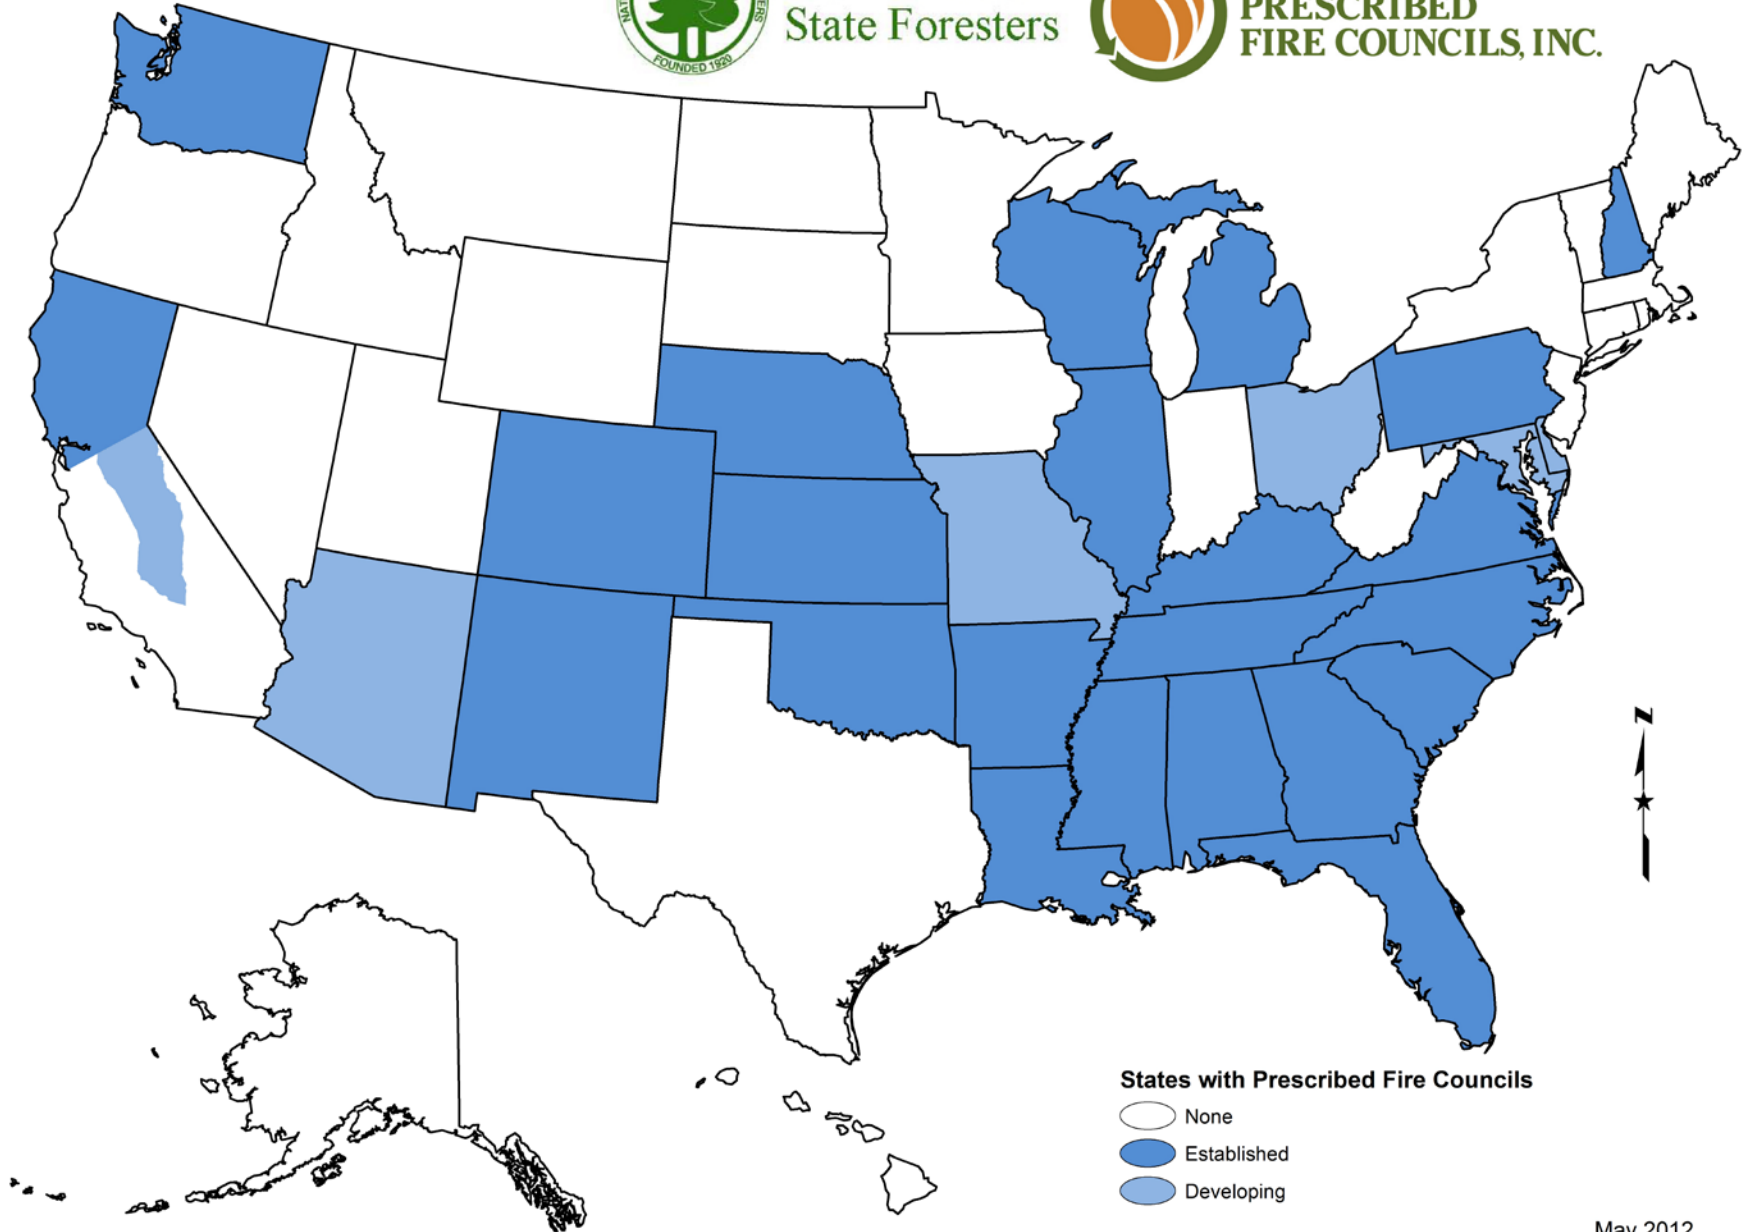 State Foresters
FOUNDED 1920
PRESCRIBED
FIRE COUNCILS, INC.
N
States with Prescribed Fire Councils
None
Established
Developing
May 2012